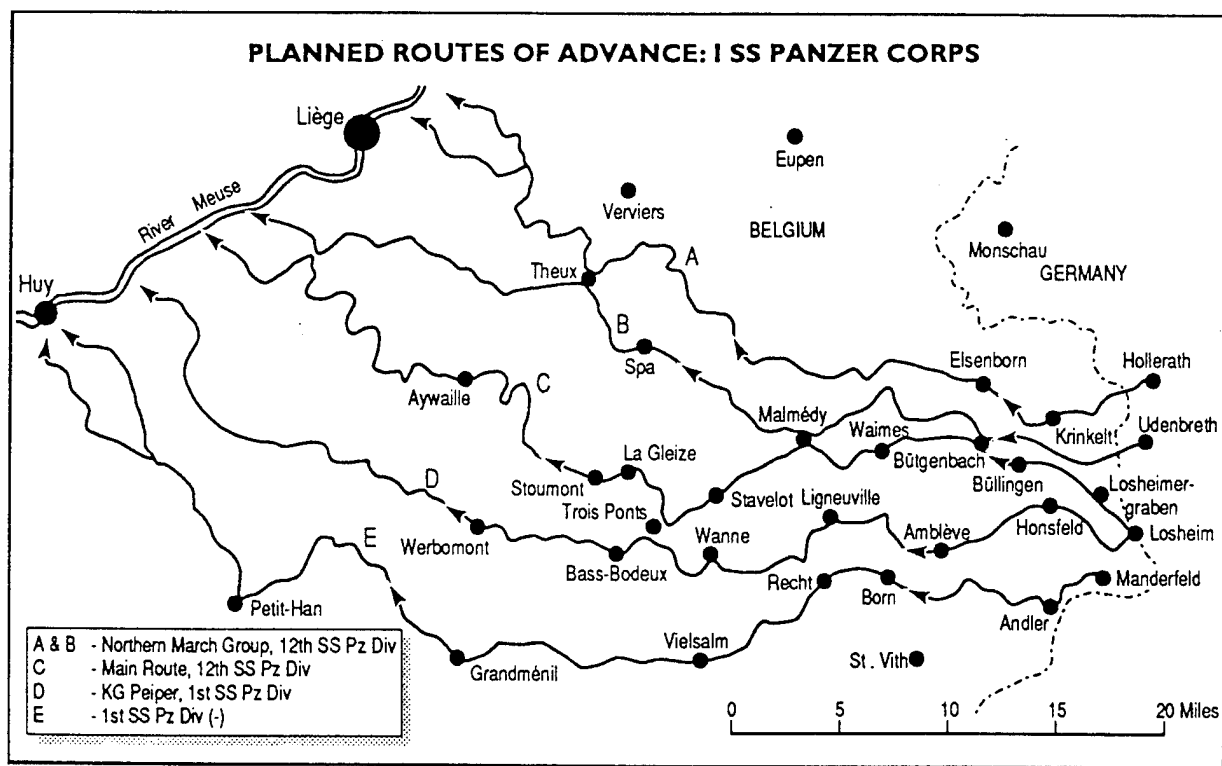 PLANNED ROUTES OF ADVANCE: I SS PANZER CORPS
Liège
Eupen
River Meuse
Verviers
BELGIUM
Monschau
GERMANY
Theux
A
Huy
B
Spa
Elsenborn
Hollerath
Aywaille
C
Malmédy
Waimes
Krinkelt
Udenbreth
Bütgenbach
La Gleize
Büllingen
Stoumont
Stavelot
Ligneuville
Losheimer-
graben
D
Trois Ponts
Wanne
Amblève
Honsfeld
Losheim
Werbomont
E
Bass-Bodeux
Recht
Born
Manderfeld
Petit-Han
Andler
Vielsalm
St. Vith
Grandménil
A & B - Northern March Group, 12th SS Pz Div
C - Main Route, 12th SS Pz Div
D - KG Peiper, 1st SS Pz Div
E - 1st SS Pz Div (-)
0 5 10 15 20 Miles